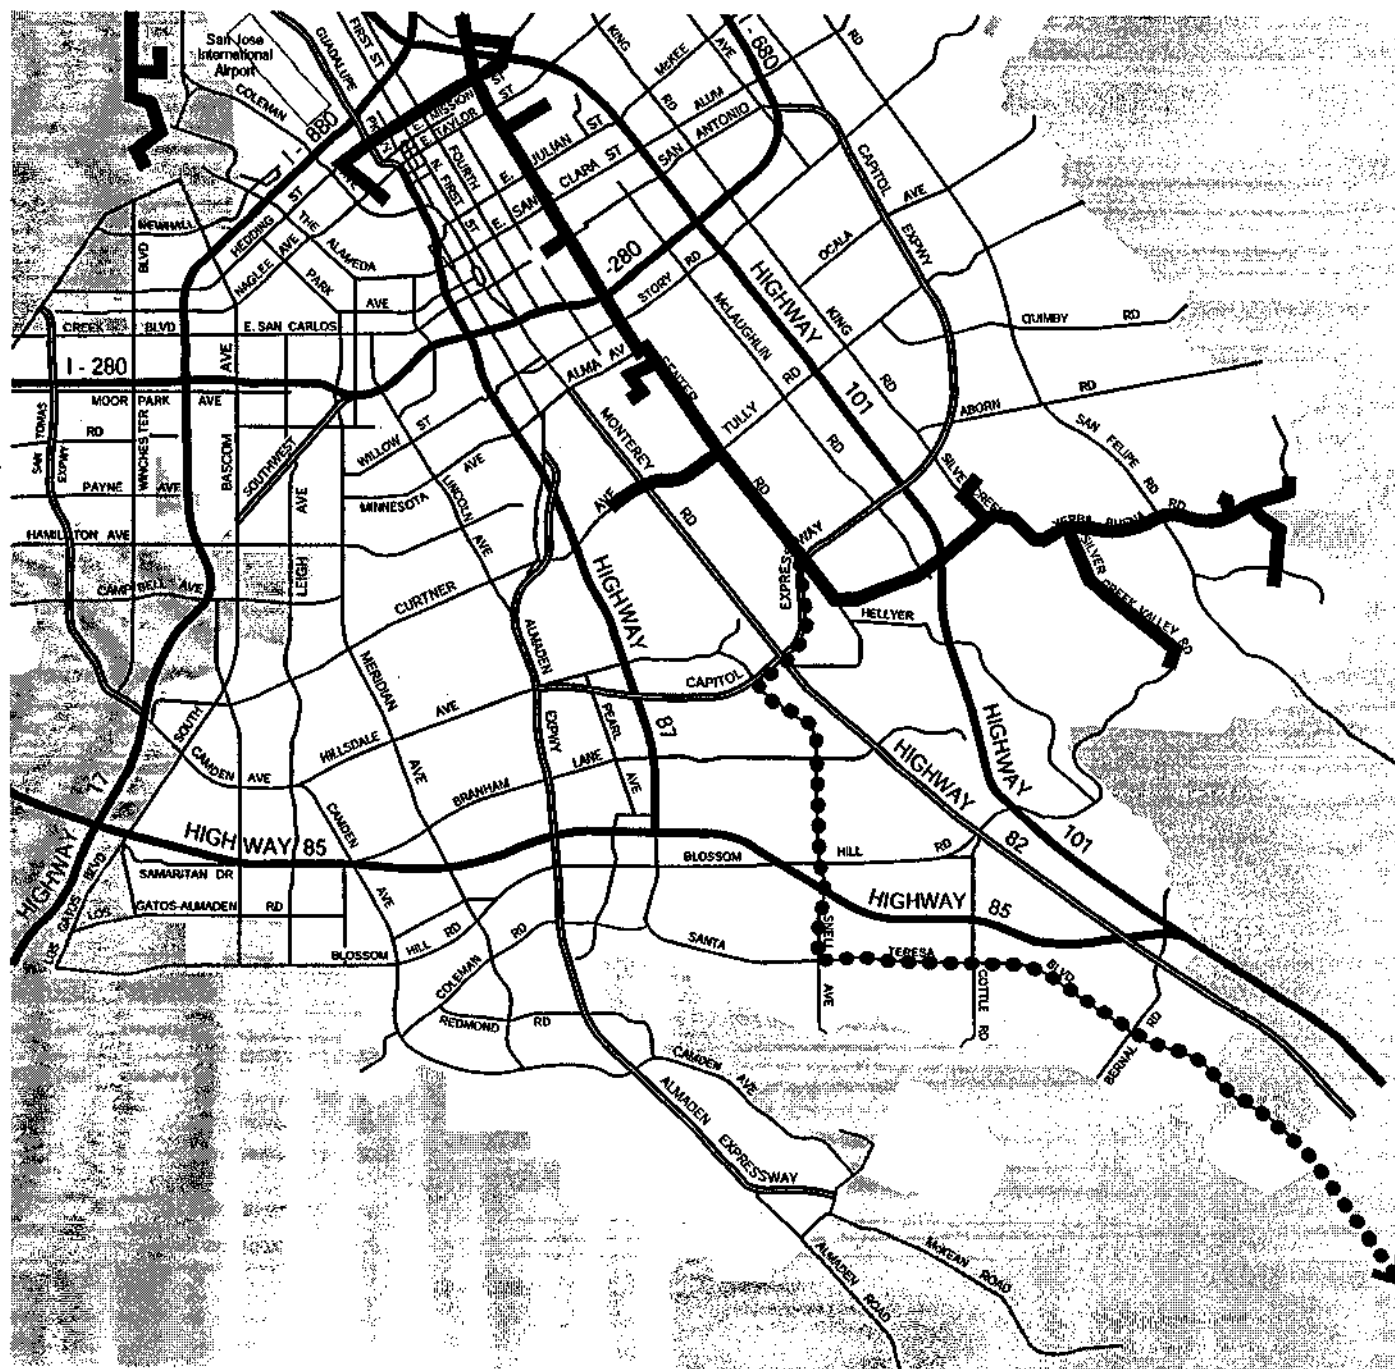 San Jose
International
Airport
COLEMAN
GUADALUPE
FIRST ST
KING
RD
McKEE
AVE
I - 680
RD
I - 880
E. MISSION ST
E. TAYLOR ST
FOURTH
N. FIRST ST
JULIAN ST
E. SAN
CLARA ST
E. SAN ANTONIO
ALUM
CAPITOL EXPWY
AVE
OCALA
NEWHALL
HEDDING ST
NAGLEE AVE
THE ALAMEDA
PARK AVE
BLVD
-280
STORY RD
HIGHWAY 101
McLAUGHLIN RD
KING RD
QUIMBY RD
CREEK BLVD
E. SAN CARLOS
I - 280
AVE
ALMA AV
SENTER RD
TULLY RD
ABORN RD
SAN FELIPE RD
MOOR PARK AVE
SAN TOMAS EXPWY
RD
WINCHESTER
BASCOM
SOUTHWEST
WILLOW ST
MONTEREY RD
PAYNE AVE
AVE
MINNESOTA AVE
LINCOLN AVE
AVE
SILVER CREEK
YERBA BUENA RD
HAMILTON AVE
LEIGH
CAMPBELL AVE
CURTNER
HIGHWAY 87
EXPRESSWAY
HELLYER
SILVER CREEK VALLEY RD
ALMADEN EXPWY
MERIDIAN AVE
CAPITOL
PEARL AVE
SOUTH
HILLSDALE AVE
CAMDEN AVE
BRANHAM LANE
HIGHWAY 82
HIGHWAY 101
HIGHWAY 17
HIGHWAY 85
CAMDEN AVE
BLOSSOM HILL RD
SAMARITAN DR
LOS GATOS-ALMADEN RD
LOS GATOS BLVD
HIGHWAY 85
BLOSSOM HILL RD
COLEMAN RD
SANTA TERESA BLVD
SNELL AVE
COTTLE RD
REDMOND RD
BERNAL RD
CAMDEN AVE
ALMADEN EXPRESSWAY
McKEAN ROAD
ALMADEN ROAD